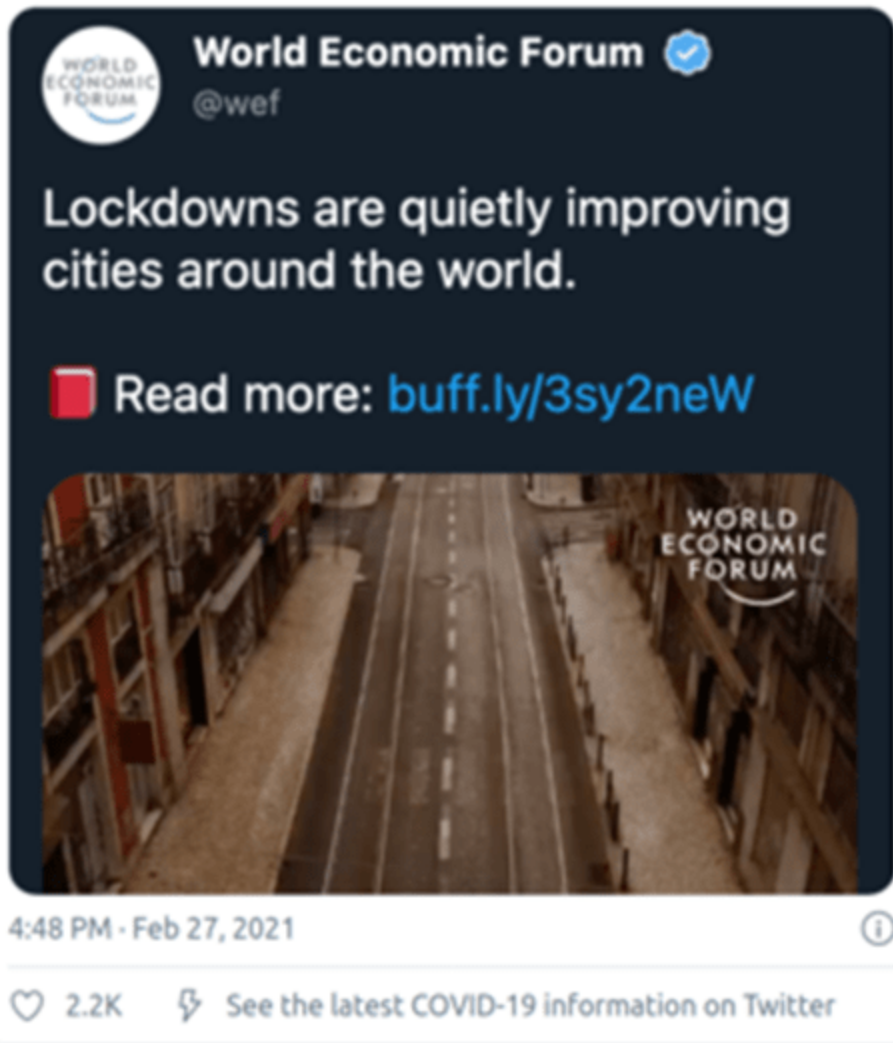 WORLD
ECONOMIC
FORUM
World Economic Forum
@wef
Lockdowns are quietly improving
cities around the world.
Read more: buff.ly/3sy2neW
WORLD
ECONOMIC
FORUM
4:48 PM · Feb 27, 2021
2.2K See the latest COVID-19 information on Twitter